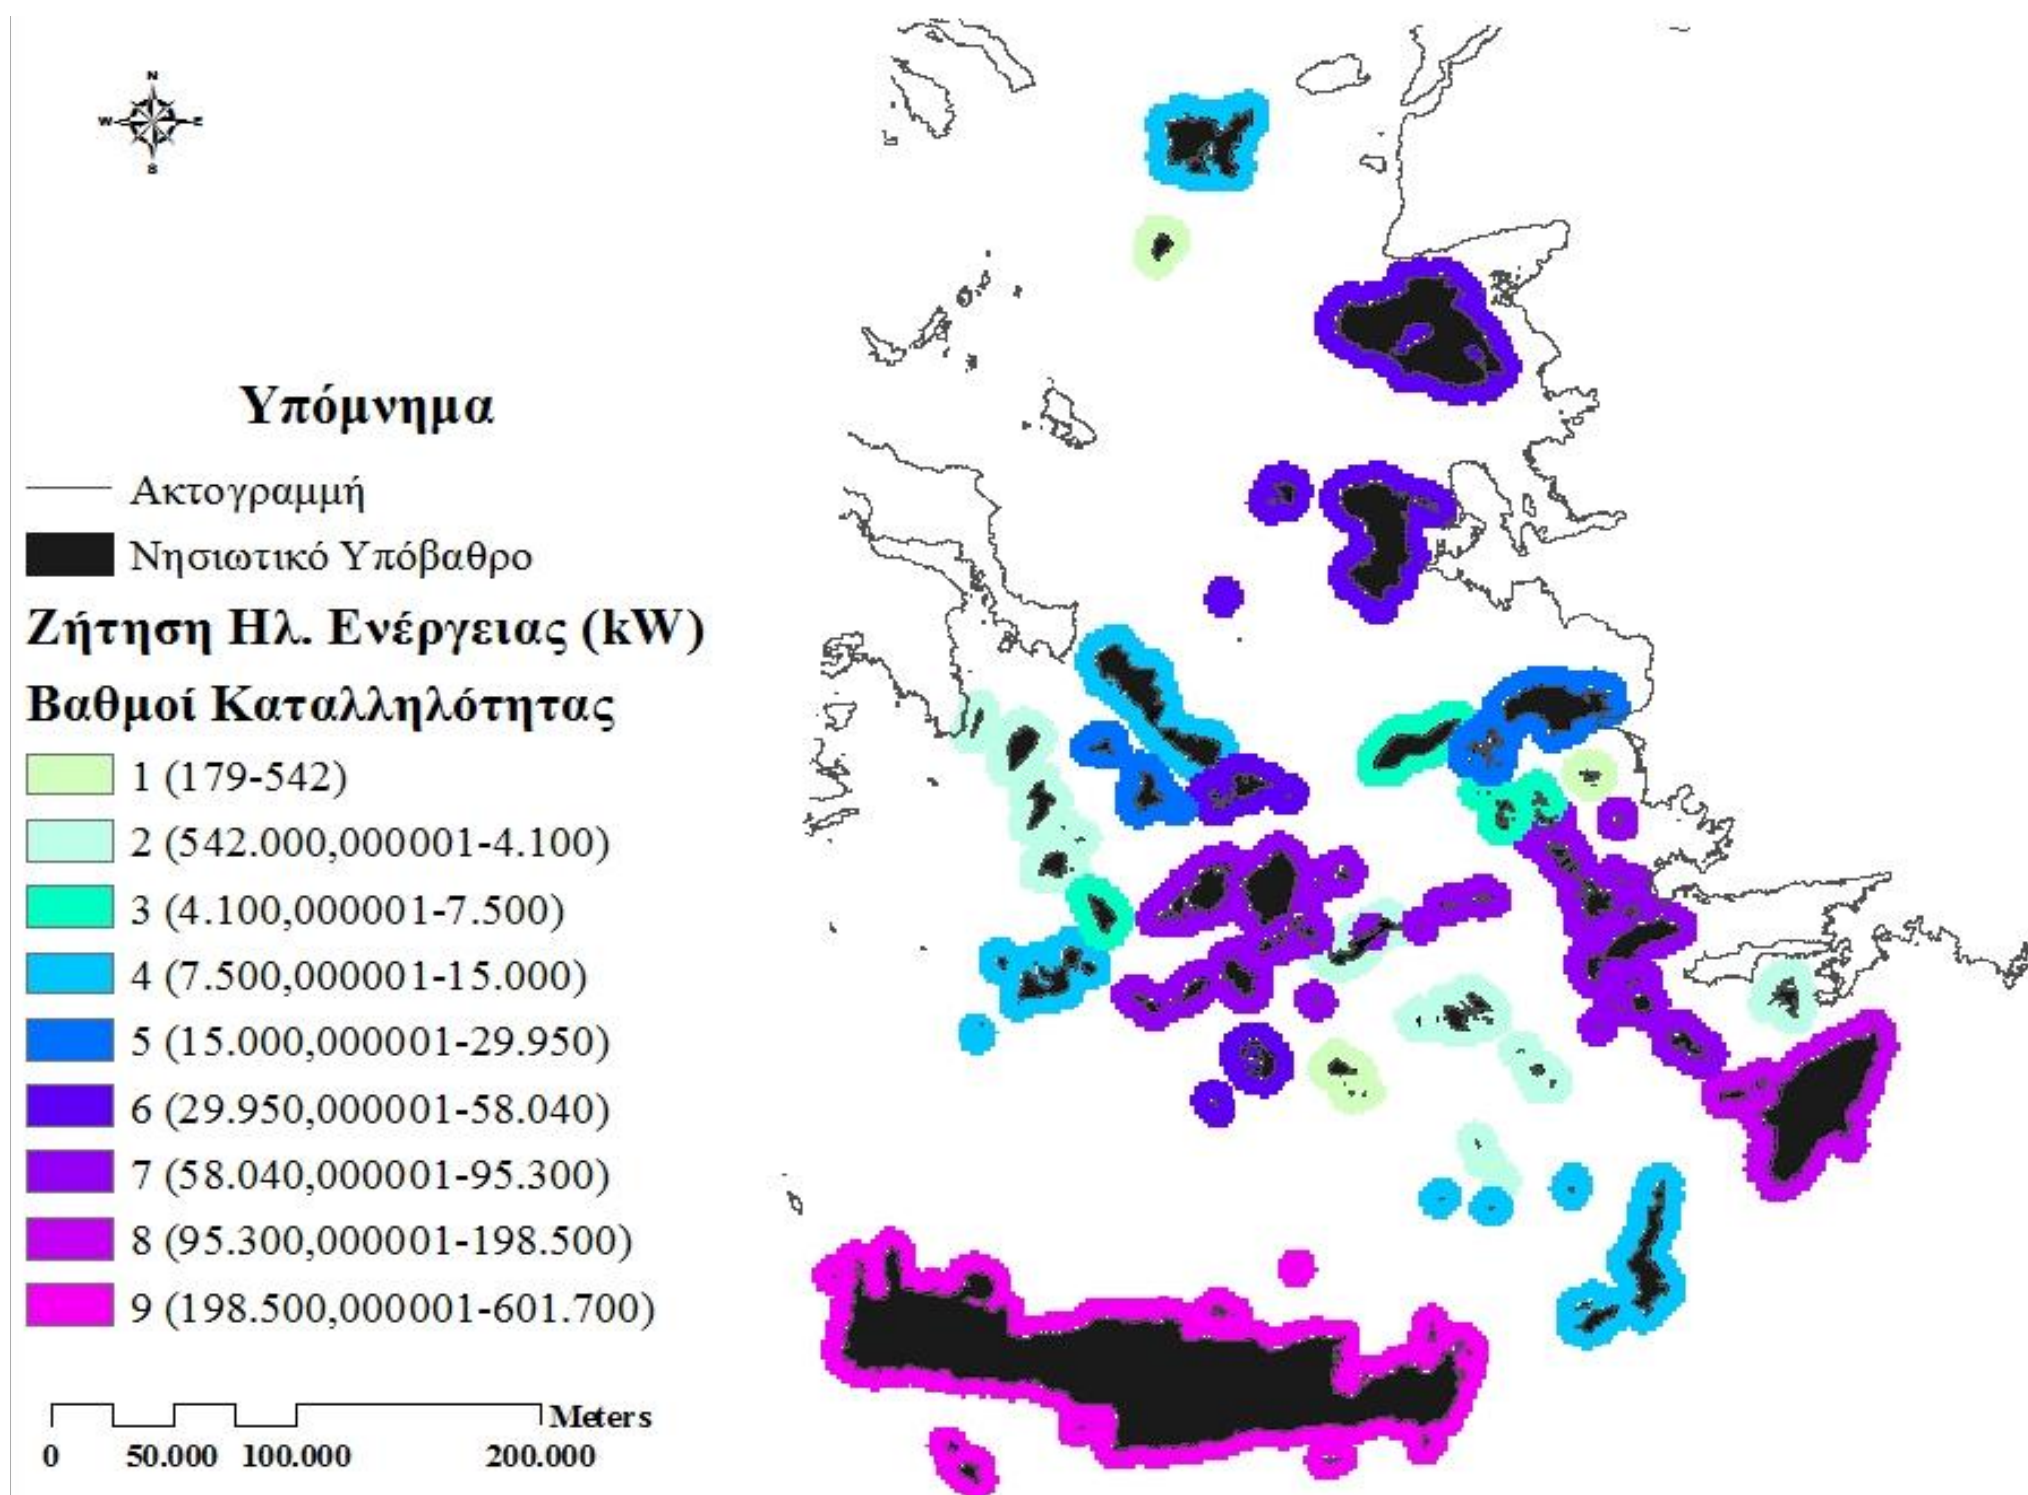 N
W E
S
Υπόμνημα
Ακτογραμμή
Νησιωτικό Υπόβαθρο
Ζήτηση Ηλ. Ενέργειας (kW)
Βαθμοί Καταλληλότητας
1 (179-542)
2 (542.000,000001-4.100)
3 (4.100,000001-7.500)
4 (7.500,000001-15.000)
5 (15.000,000001-29.950)
6 (29.950,000001-58.040)
7 (58.040,000001-95.300)
8 (95.300,000001-198.500)
9 (198.500,000001-601.700)
Meters
0 50.000 100.000 200.000